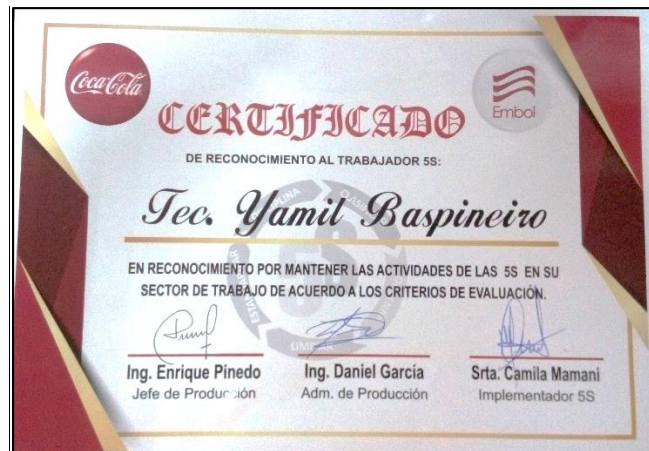 Coca-Cola
Embol
CERTIFICADO
DE RECONOCIMIENTO AL TRABAJADOR 5S:
Tec. Yamil Baspineiro
5S
EN RECONOCIMIENTO POR MANTENER LAS ACTIVIDADES DE LAS 5S EN SU
SECTOR DE TRABAJO DE ACUERDO A LOS CRITERIOS DE EVALUACIÓN.
Ing. Enrique Pinedo
Jefe de Producción
Ing. Daniel García
Adm. de Producción
Srta. Camila Mamani
Implementador 5S